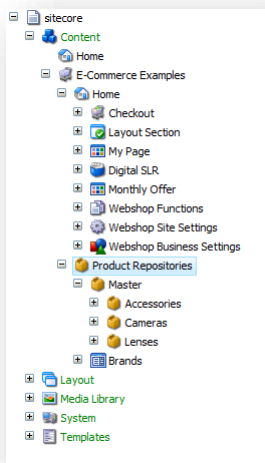 sitecore
Content
Home
E-Commerce Examples
Home
Checkout
Layout Section
My Page
Digital SLR
Monthly Offer
Webshop Functions
Webshop Site Settings
Webshop Business Settings
Product Repositories
Master
Accessories
Cameras
Lenses
Brands
Layout
Media Library
System
Templates